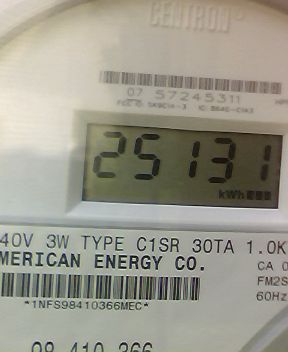 CENTRON
07 57245311
25131
kWh
40V 3W TYPE C1SR 30TA 1.0K
MERICAN ENERGY CO.
CA 0
FM2S
60Hz
*1NFS98410366MEC*
98 410 366